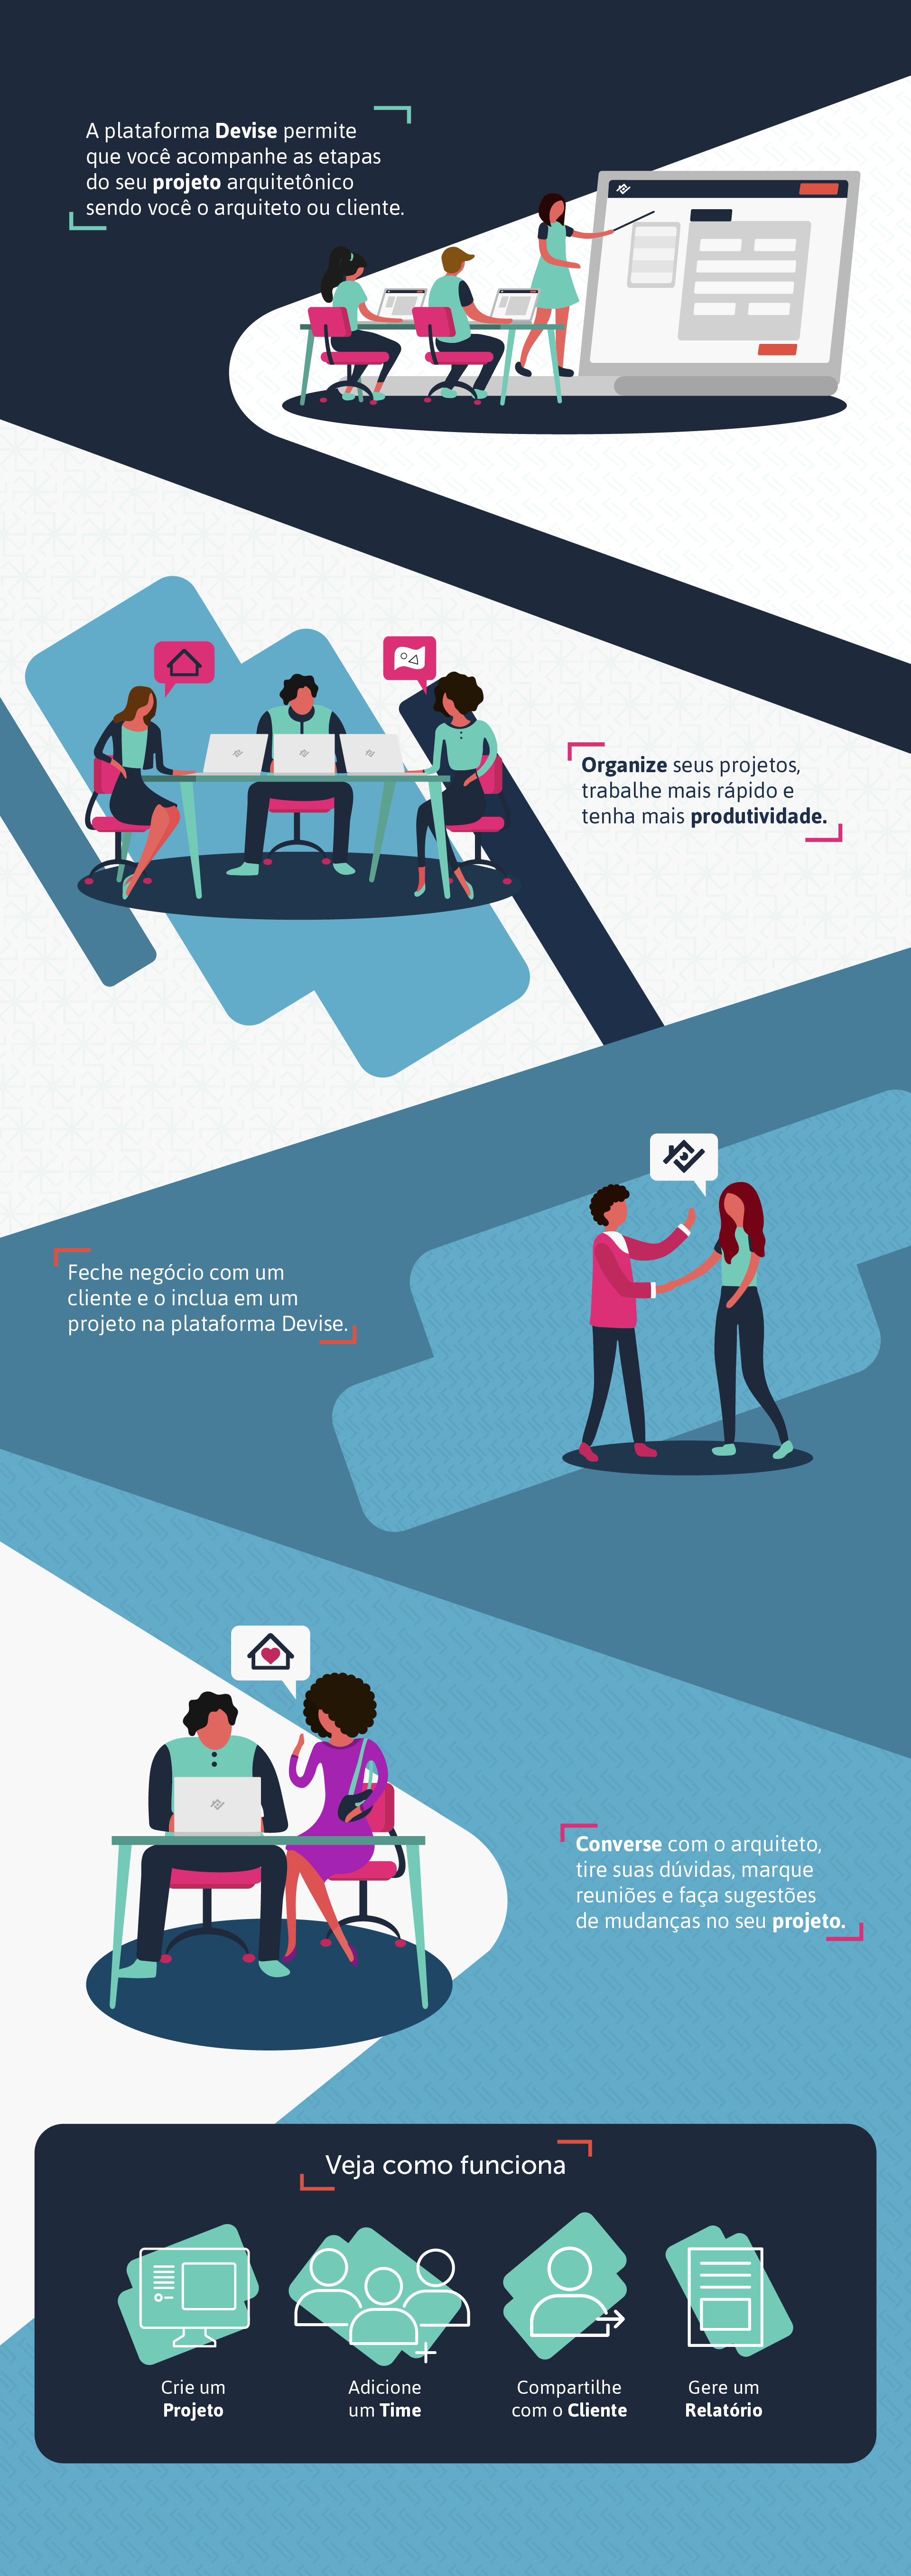 A plataforma Devise permite
que você acompanhe as etapas
do seu projeto arquitetônico
sendo você o arquiteto ou cliente.
Organize seus projetos,
trabalhe mais rápido e
tenha mais produtividade.
Feche negócio com um
cliente e o inclua em um
projeto na plataforma Devise.
Converse com o arquiteto,
tire suas dúvidas, marque
reuniões e faça sugestões
de mudanças no seu projeto.
Veja como funciona
Crie um
Projeto
Adicione
um Time
Compartilhe
com o Cliente
Gere um
Relatório